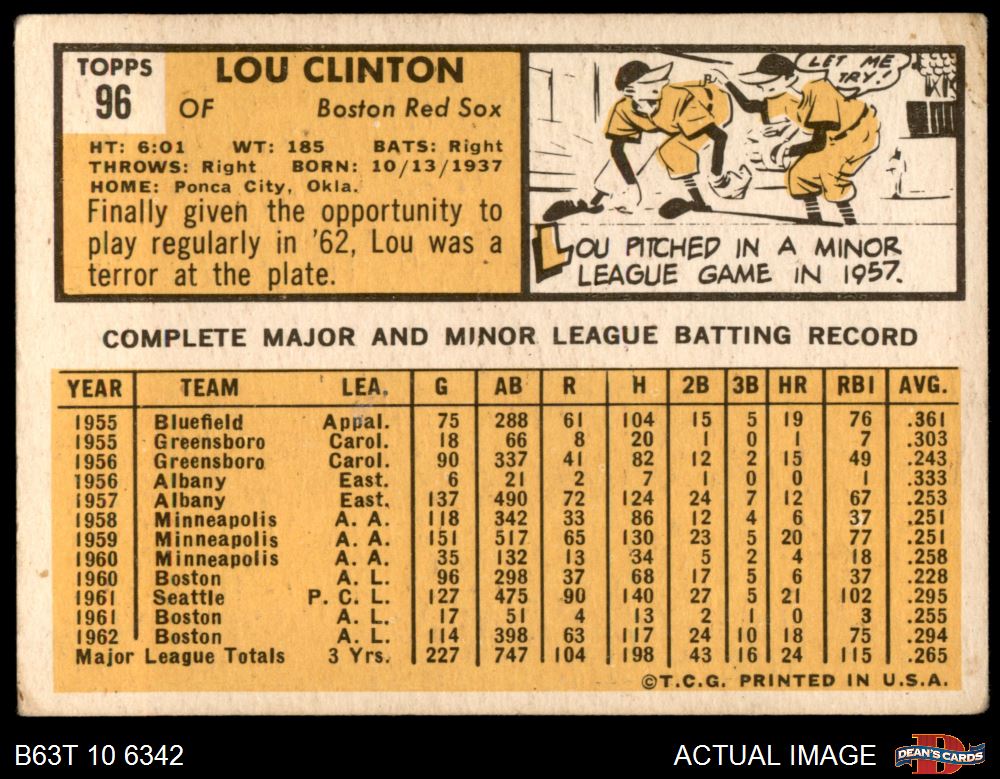 TOPPS
96
LOU CLINTON
OF Boston Red Sox
HT: 6:01 WT: 185 BATS: Right
THROWS: Right BORN: 10/13/1937
HOME: Ponca City, Okla.
Finally given the opportunity to
play regularly in '62, Lou was a
terror at the plate.
LET ME
TRY!
B
LOU PITCHED IN A MINOR
LEAGUE GAME IN 1957.
COMPLETE MAJOR AND MINOR LEAGUE BATTING RECORD
YEAR TEAM LEA. G AB R H 2B 3B HR RBI AVG.
1955 Bluefield Appal. 75 288 61 104 15 5 19 76 .361
1955 Greensboro Carol. 18 66 8 20 1 0 1 7 .303
1956 Greensboro Carol. 90 337 41 82 12 2 15 49 .243
1956 Albany East. 6 21 2 7 1 0 0 1 .333
1957 Albany East. 137 490 72 124 24 7 12 67 .253
1958 Minneapolis A. A. 118 342 33 86 12 4 6 37 .251
1959 Minneapolis A. A. 151 517 65 130 23 5 20 77 .251
1960 Minneapolis A. A. 35 132 13 34 5 2 4 18 .258
1960 Boston A. L. 96 298 37 68 17 5 6 37 .228
1961 Seattle P. C. L. 127 475 90 140 27 5 21 102 .295
1961 Boston A. L. 17 51 4 13 2 1 0 3 .255
1962 Boston A. L. 114 398 63 117 24 10 18 75 .294
Major League Totals 3 Yrs. 227 747 104 198 43 16 24 115 .265
©T.C.G. PRINTED IN U.S.A.
B63T 10 6342
ACTUAL IMAGE
D
DEAN'S CARDS